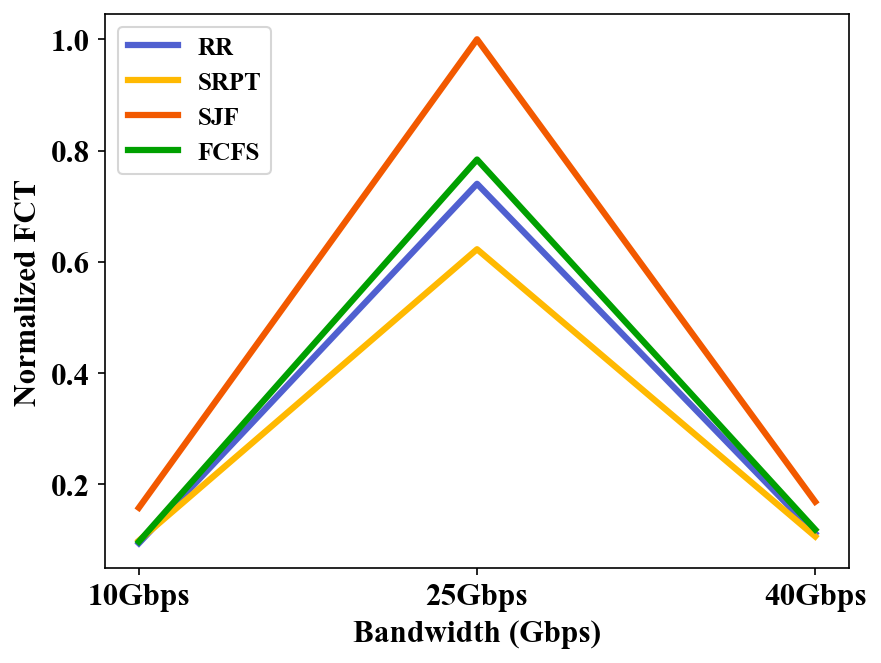 RR
SRPT
SJF
FCFS
Normalized FCT
1.0
0.8
0.6
0.4
0.2
10Gbps 25Gbps 40Gbps
Bandwidth (Gbps)